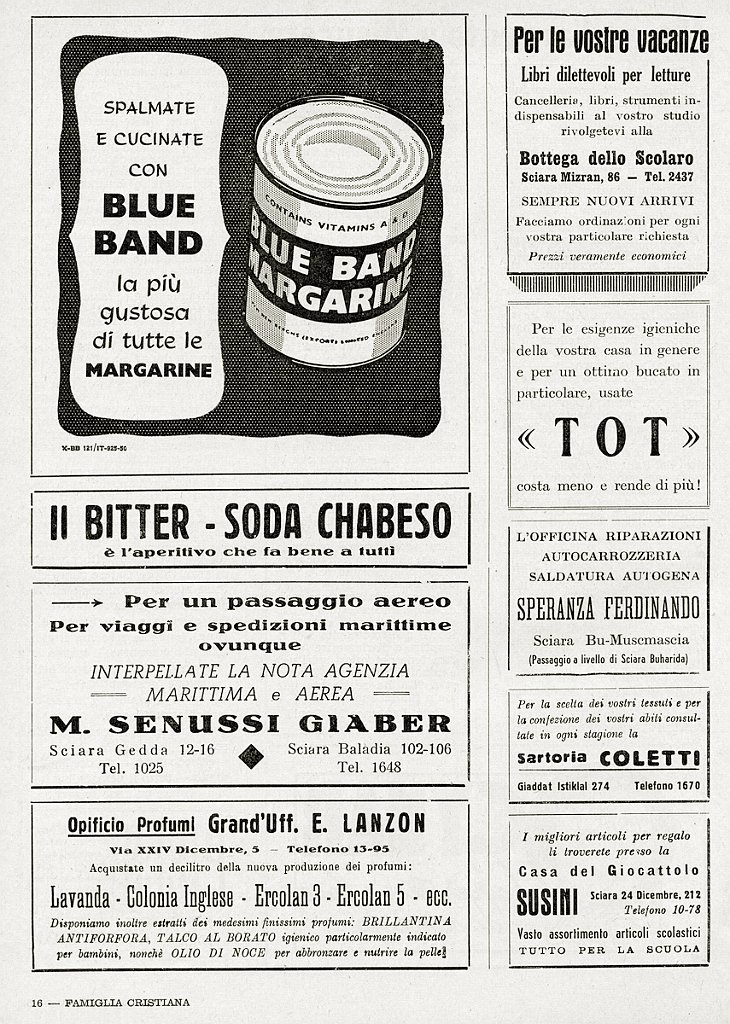 SPALMATE
E CUCINATE
CON
BLUE
BAND
la più
gustosa
di tutte le
MARGARINE
CONTAINS VITAMINS A & D
BLUE BAND
MARGARINE
(EXPORT) LIMITED
X-BB 121/IT-925-50
Il BITTER - SODA CHABESO
è l'aperitivo che fa bene a tutti
Per un passaggio aereo
Per viaggi e spedizioni marittime
ovunque
INTERPELLATE LA NOTA AGENZIA
MARITTIMA e AEREA
M. SENUSSI GIABER
Sciara Gedda 12-16
Tel. 1025
Sciara Baladia 102-106
Tel. 1648
Opificio Profumi Grand'Uff. E. LANZON
Via XXIV Dicembre, 5 - Telefono 13-95
Acquistate un decilitro della nuova produzione dei profumi:
Lavanda - Colonia Inglese - Ercolan 3 - Ercolan 5 - ecc.
Disponiamo inoltre estratti dei medesimi finissimi profumi: BRILLANTINA
ANTIFORFORA, TALCO AL BORATO igienico particolarmente indicato
per bambini, nonchè OLIO DI NOCE per abbronzare e nutrire la pelle
Per le vostre vacanze
Libri dilettevoli per letture
Cancelleria, libri, strumenti in-
dispensabili al vostro studio
rivolgetevi alla
Bottega dello Scolaro
Sciara Mizran, 86 — Tel. 2437
SEMPRE NUOVI ARRIVI
Facciamo ordinazioni per ogni
vostra particolare richiesta
Prezzi veramente economici
Per le esigenze igieniche
della vostra casa in genere
e per un ottimo bucato in
particolare, usate
« TOT »
costa meno e rende di più!
L'OFFICINA RIPARAZIONI
AUTOCARROZZERIA
SALDATURA AUTOGENA
SPERANZA FERDINANDO
Sciara Bu-Musemascia
(Passaggio a livello di Sciara Buharida)
Per la scelta dei vostri tessuti e per
la confezione dei vostri abiti consul-
tate in ogni stagione la
Sartoria COLETTI
Giaddat Istiklal 274 Telefono 1670
I migliori articoli per regalo
li troverete presso la
Casa del Giocattolo
SUSINI Sciara 24 Dicembre, 212
Telefono 10-78
Vasto assortimento articoli scolastici
TUTTO PER LA SCUOLA
16 — FAMIGLIA CRISTIANA